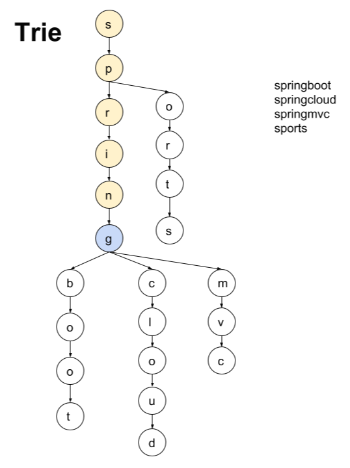 Trie
s
p
springboot
springcloud
springmvc
sports
r
o
i
r
n
t
g
s
b
c
m
o
l
v
o
o
c
t
u
d